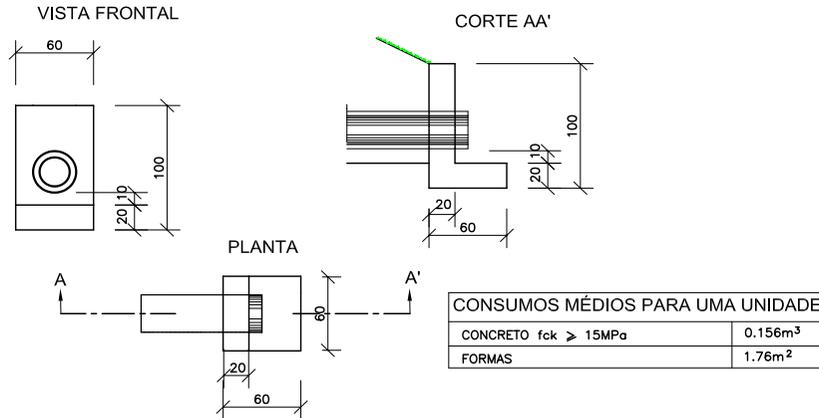 VISTA FRONTAL
60
100
10
20
CORTE AA'
100
10
20
20
60
PLANTA
A
A'
60
20
60
CONSUMOS MÉDIOS PARA UMA UNIDADE
CONCRETO fck ⩾ 15MPa 0.156m³
FORMAS 1.76m²